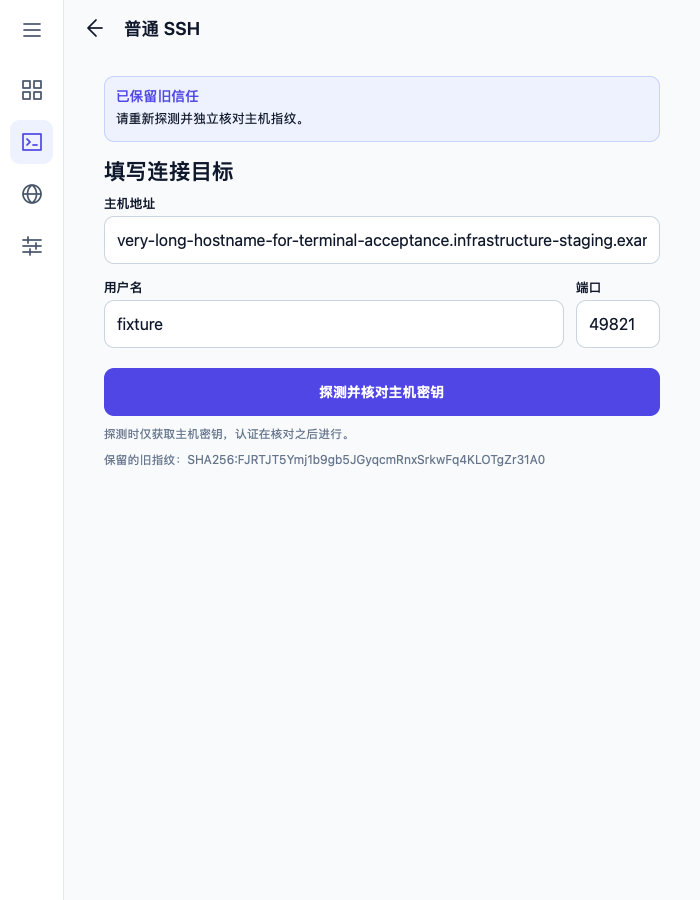 普通 SSH
已保留旧信任
请重新探测并独立核对主机指纹。
填写连接目标
主机地址
very-long-hostname-for-terminal-acceptance.infrastructure-staging.exar
用户名
端口
fixture
49821
探测并核对主机密钥
探测时仅获取主机密钥，认证在核对之后进行。
保留的旧指纹：SHA256:FJRTJT5Ymj1b9gb5JGyqcmRnxSrkwFq4KLOTgZr31A0